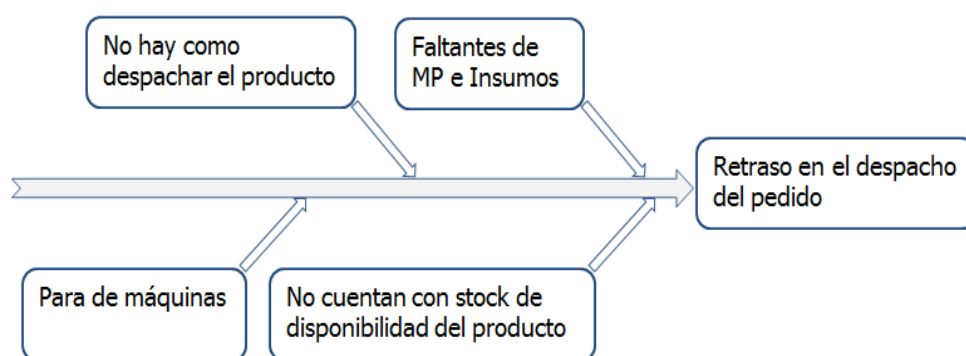 No hay como
despachar el producto
Faltantes de
MP e Insumos
Retraso en el despacho
del pedido
Para de máquinas
No cuentan con stock de
disponibilidad del producto